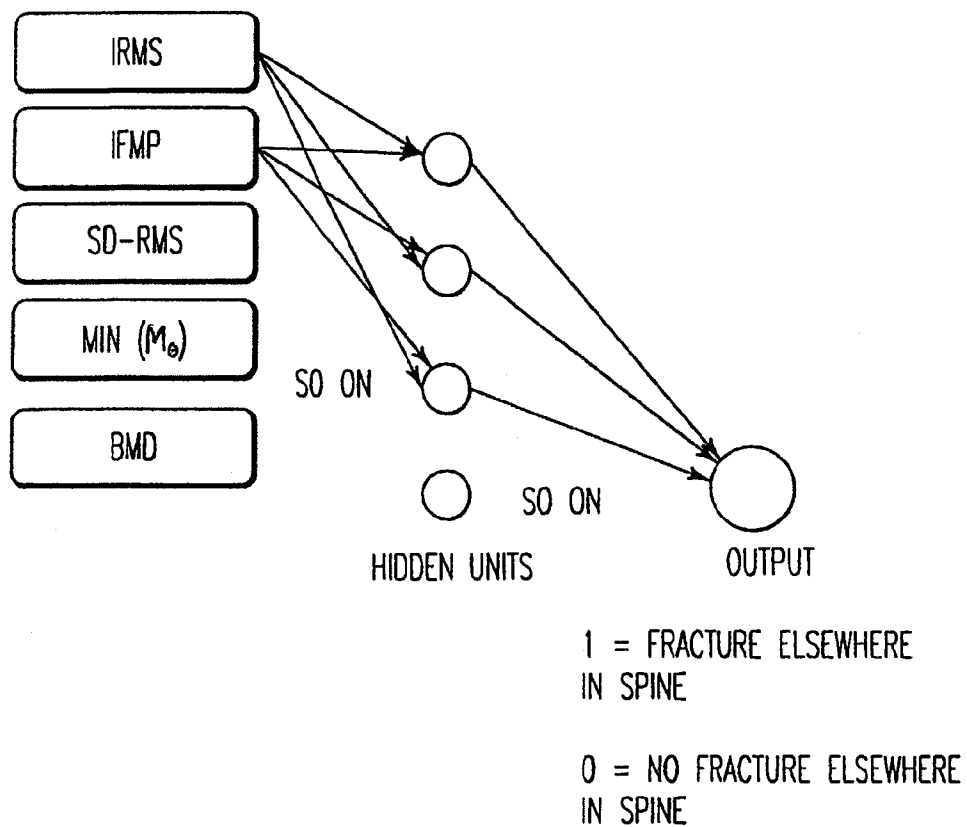 IRMS
IFMP
SD-RMS
MIN (Mθ)
BMD
SO ON
SO ON
HIDDEN UNITS
OUTPUT
1 = FRACTURE ELSEWHERE
IN SPINE
0 = NO FRACTURE ELSEWHERE
IN SPINE